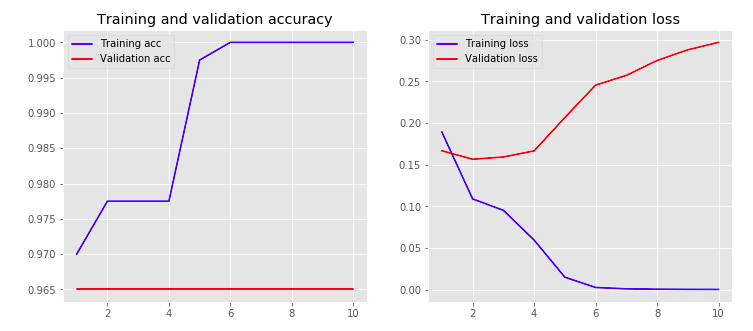 Training and validation accuracy
1.000
0.995
0.990
0.985
0.980
0.975
0.970
0.965
Training acc
Validation acc
2 4 6 8 10
Training and validation loss
0.30
0.25
0.20
0.15
0.10
0.05
0.00
Training loss
Validation loss
2 4 6 8 10